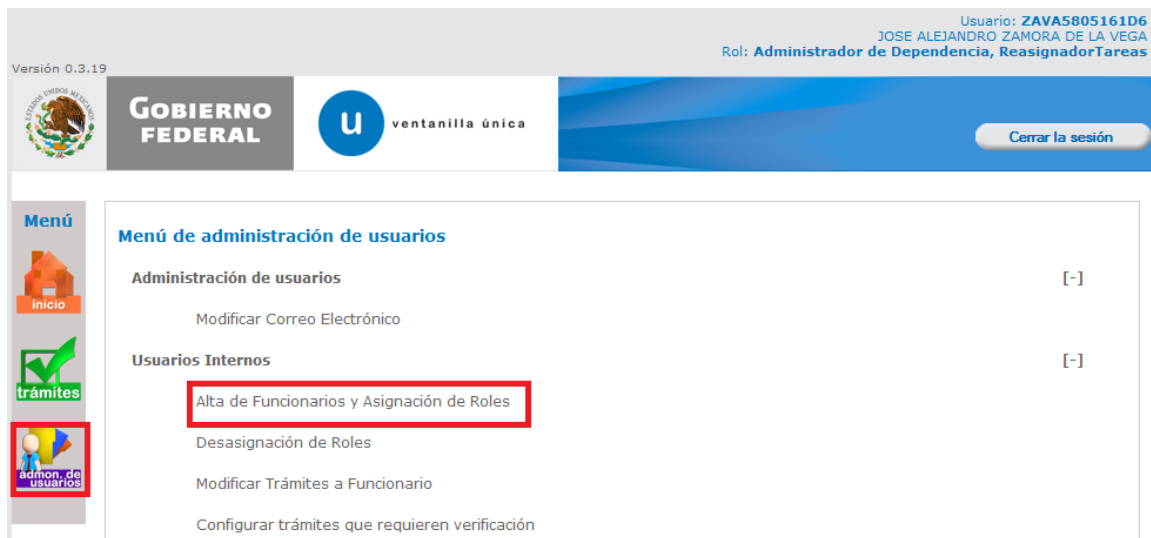 Usuario: ZAVA5805161D6
JOSE ALEJANDRO ZAMORA DE LA VEGA
Rol: Administrador de Dependencia, ReasignadorTareas
Versión 0.3.19
ESTADOS UNIDOS MEXICANOS
GOBIERNO
FEDERAL
u
ventanilla única
Cerrar la sesión
Menú
inicio
trámites
admon. de
usuarios
Menú de administración de usuarios
Administración de usuarios [-]
Modificar Correo Electrónico
Usuarios Internos [-]
Alta de Funcionarios y Asignación de Roles
Desasignación de Roles
Modificar Trámites a Funcionario
Configurar trámites que requieren verificación